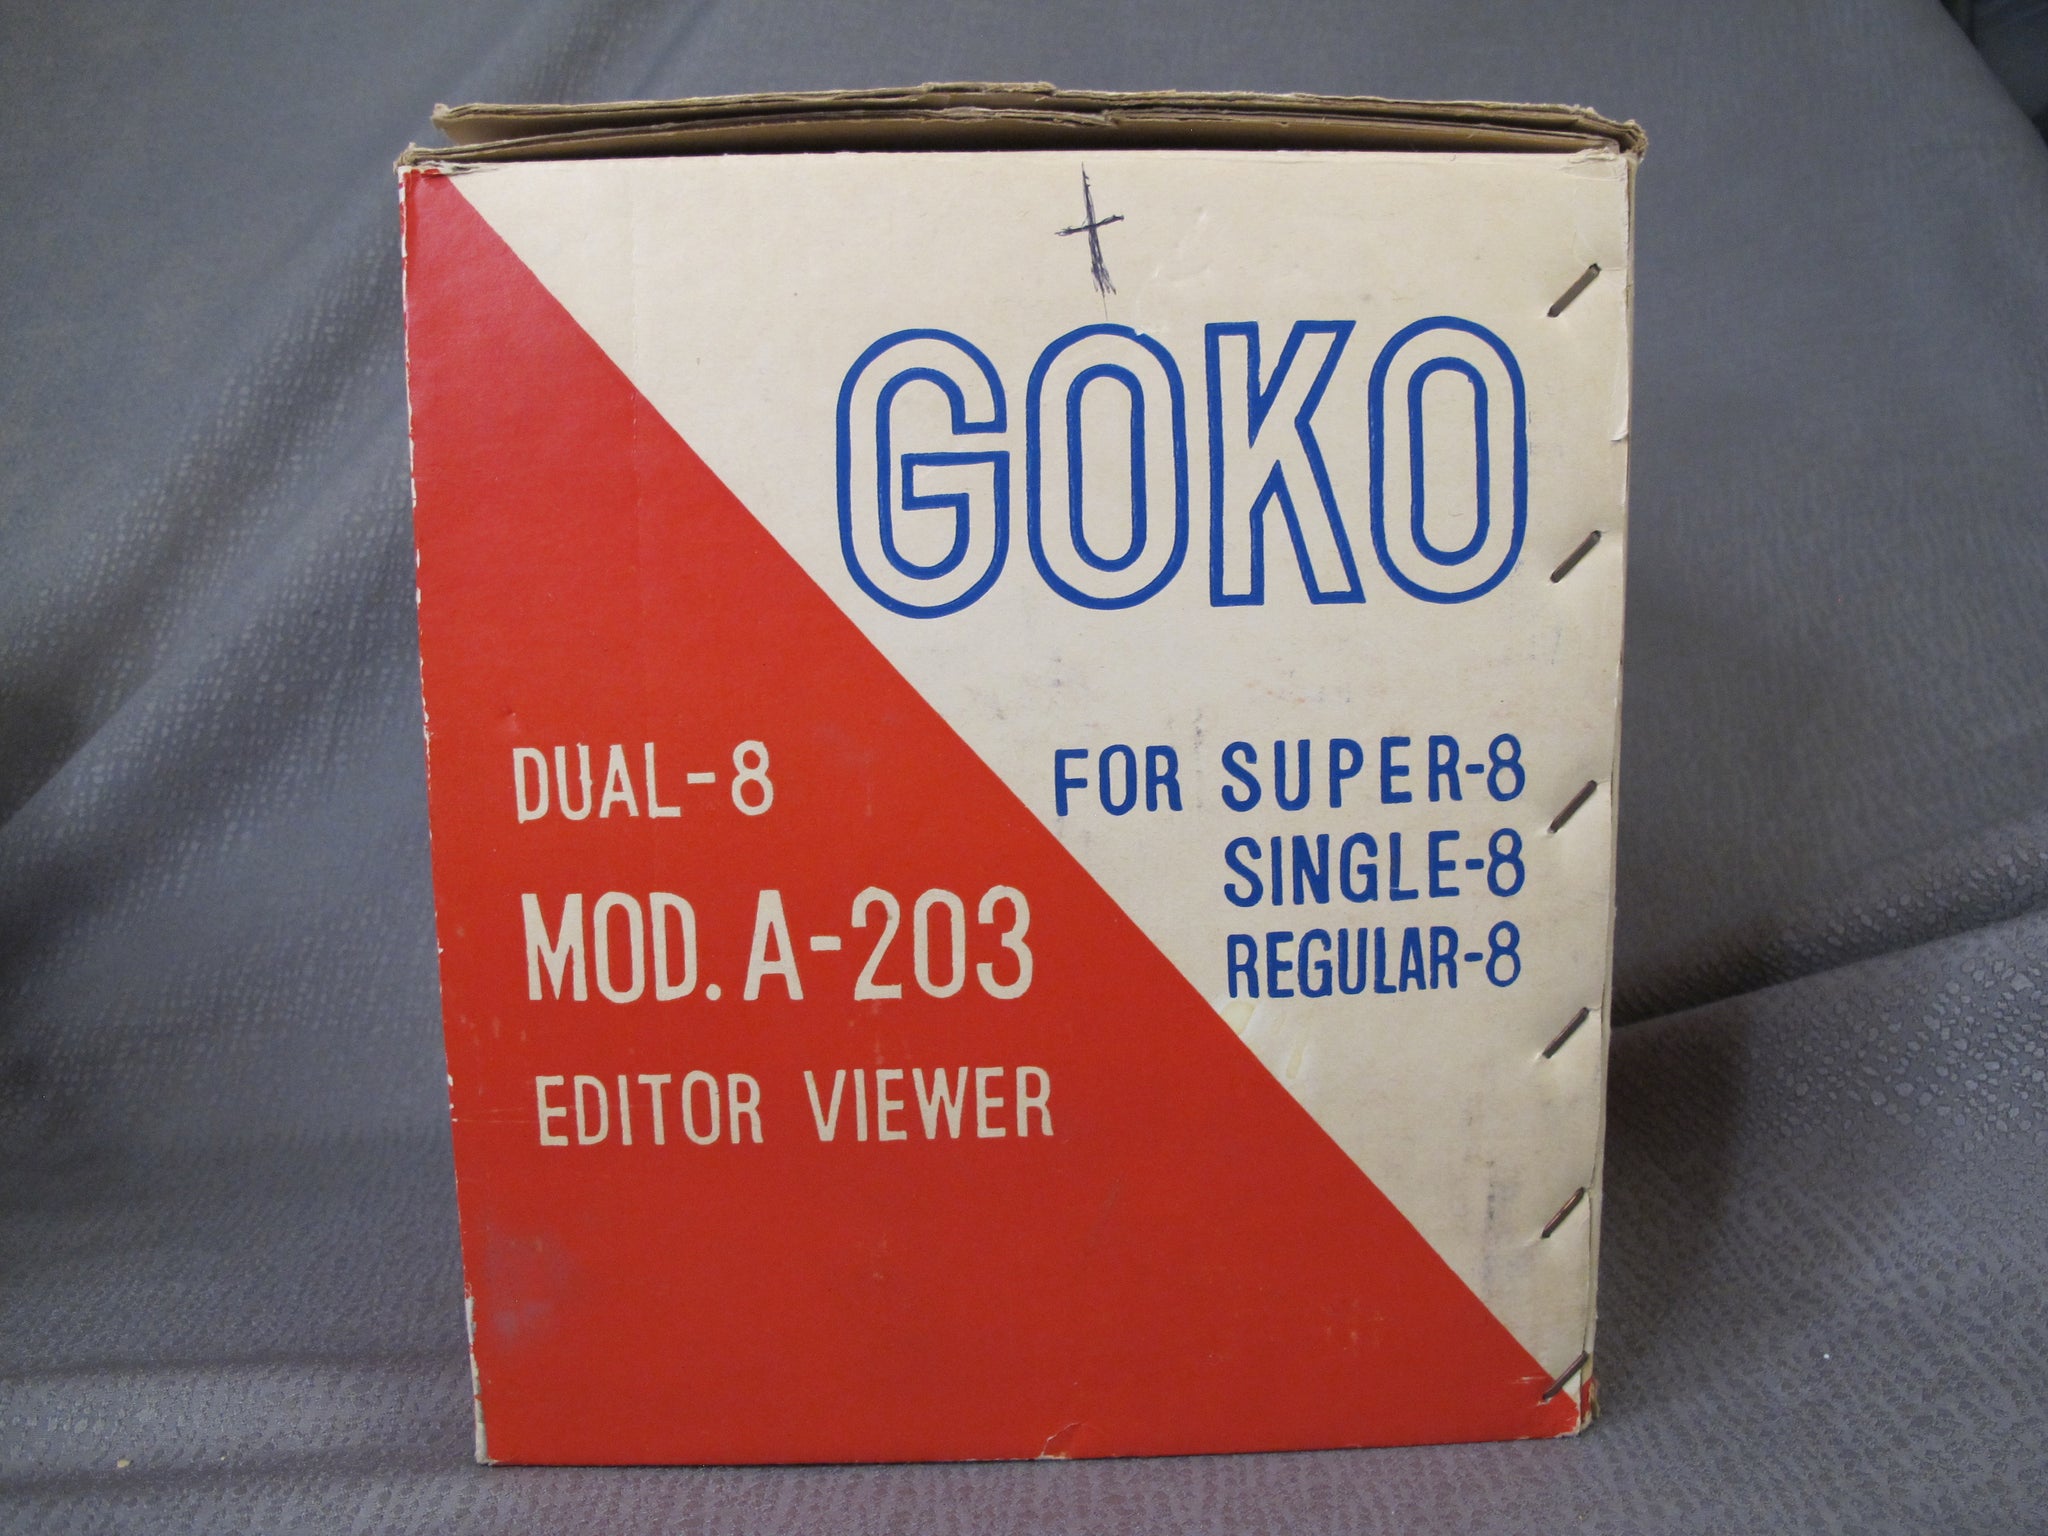 GOKO
DUAL-8
MOD. A-203
EDITOR VIEWER
FOR SUPER-8
SINGLE-8
REGULAR-8